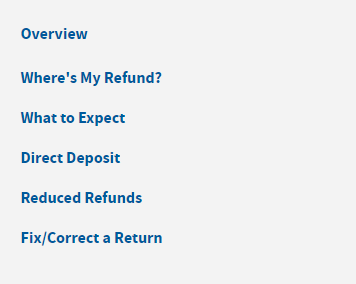 Overview
Where's My Refund?
What to Expect
Direct Deposit
Reduced Refunds
Fix/Correct a Return